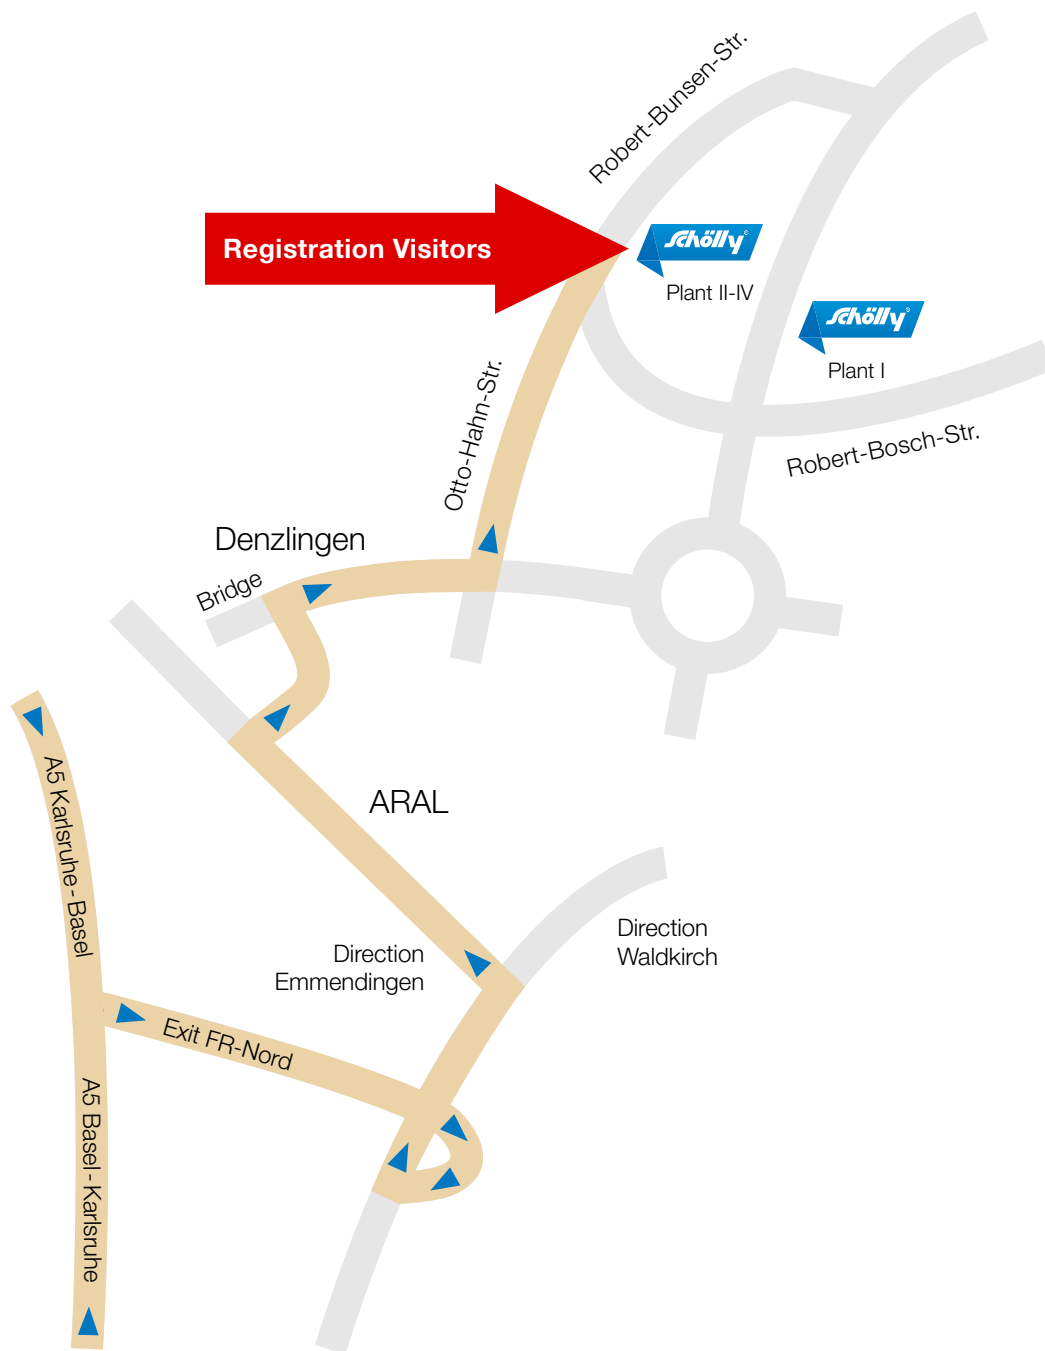 Robert-Bunsen-Str.
Registration Visitors
Schölly®
Plant II-IV
Schölly®
Plant I
Otto-Hahn-Str.
Robert-Bosch-Str.
Denzlingen
Bridge
A5 Karlsruhe - Basel
ARAL
Direction
Waldkirch
Direction
Emmendingen
Exit FR-Nord
A5 Basel - Karlsruhe